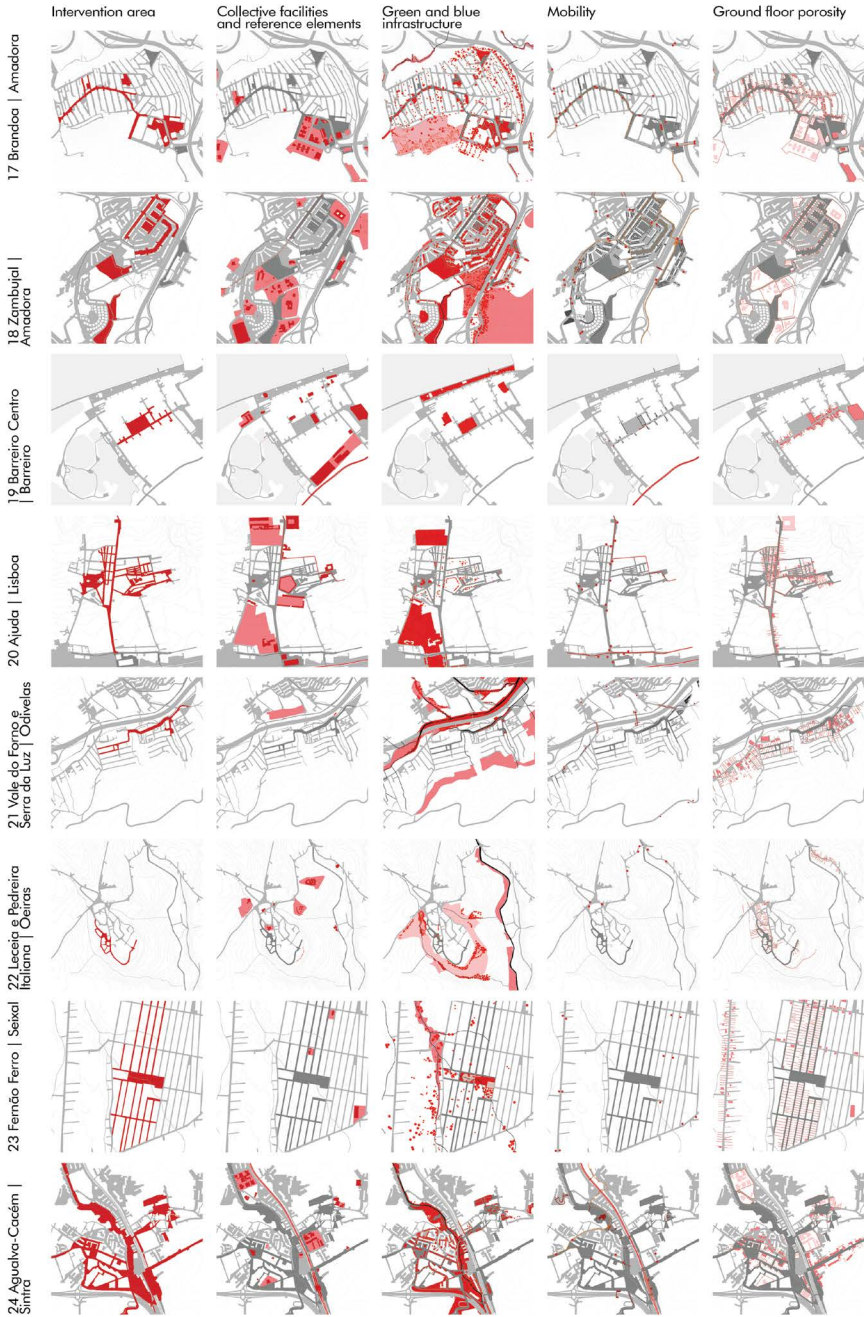 Intervention area
Collective facilities
and reference elements
Green and blue
infrastructure
Mobility
Ground floor porosity
17 Brandoa | Amadora
18 Zambujal |
Amadora
19 Barreiro Centro
| Barreiro
20 Ajuda | Lisboa
21 Vale do Forno e
Serra da Luz | Odivelas
22 Leceia e Pedreira
Italiana | Oeiras
23 Fernão Ferro | Seixal
24 Agualva-Cacém |
Sintra